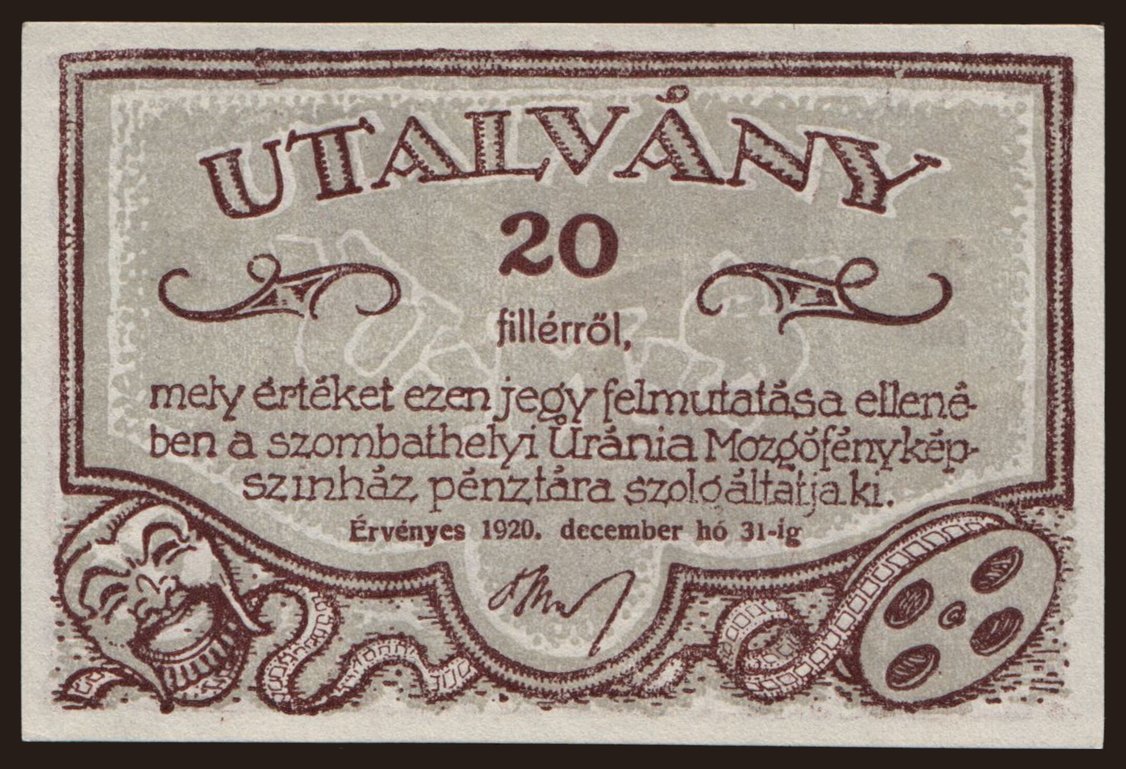 UTALVÁNY
20
fillérről,
mely értéket ezen jegy felmutatása ellené-
ben a szombathelyi Uránia Mozgófénykép-
szinház pénztára szolgáltatja ki.
Érvényes 1920. december hó 31-ig